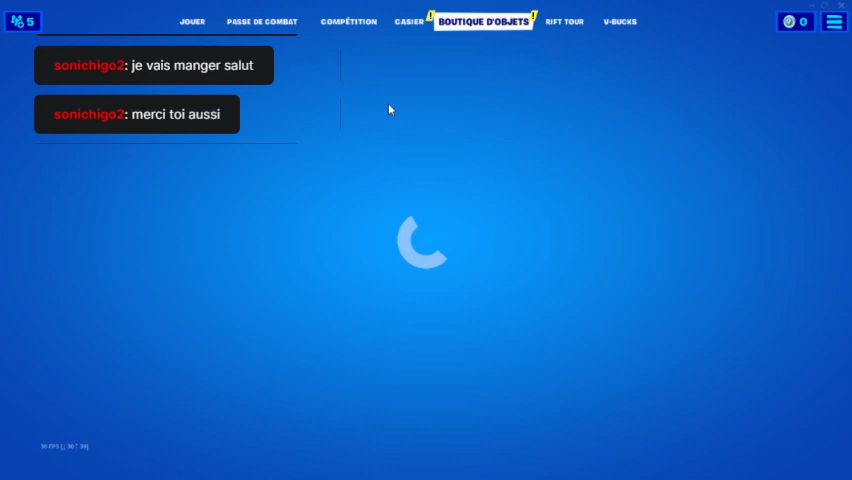 5
JOUER PASSE DE COMBAT COMPÉTITION CASIER ! BOUTIQUE D'OBJETS ! RIFT TOUR V-BUCKS
0
sonichigo2: je vais manger salut
sonichigo2: merci toi aussi